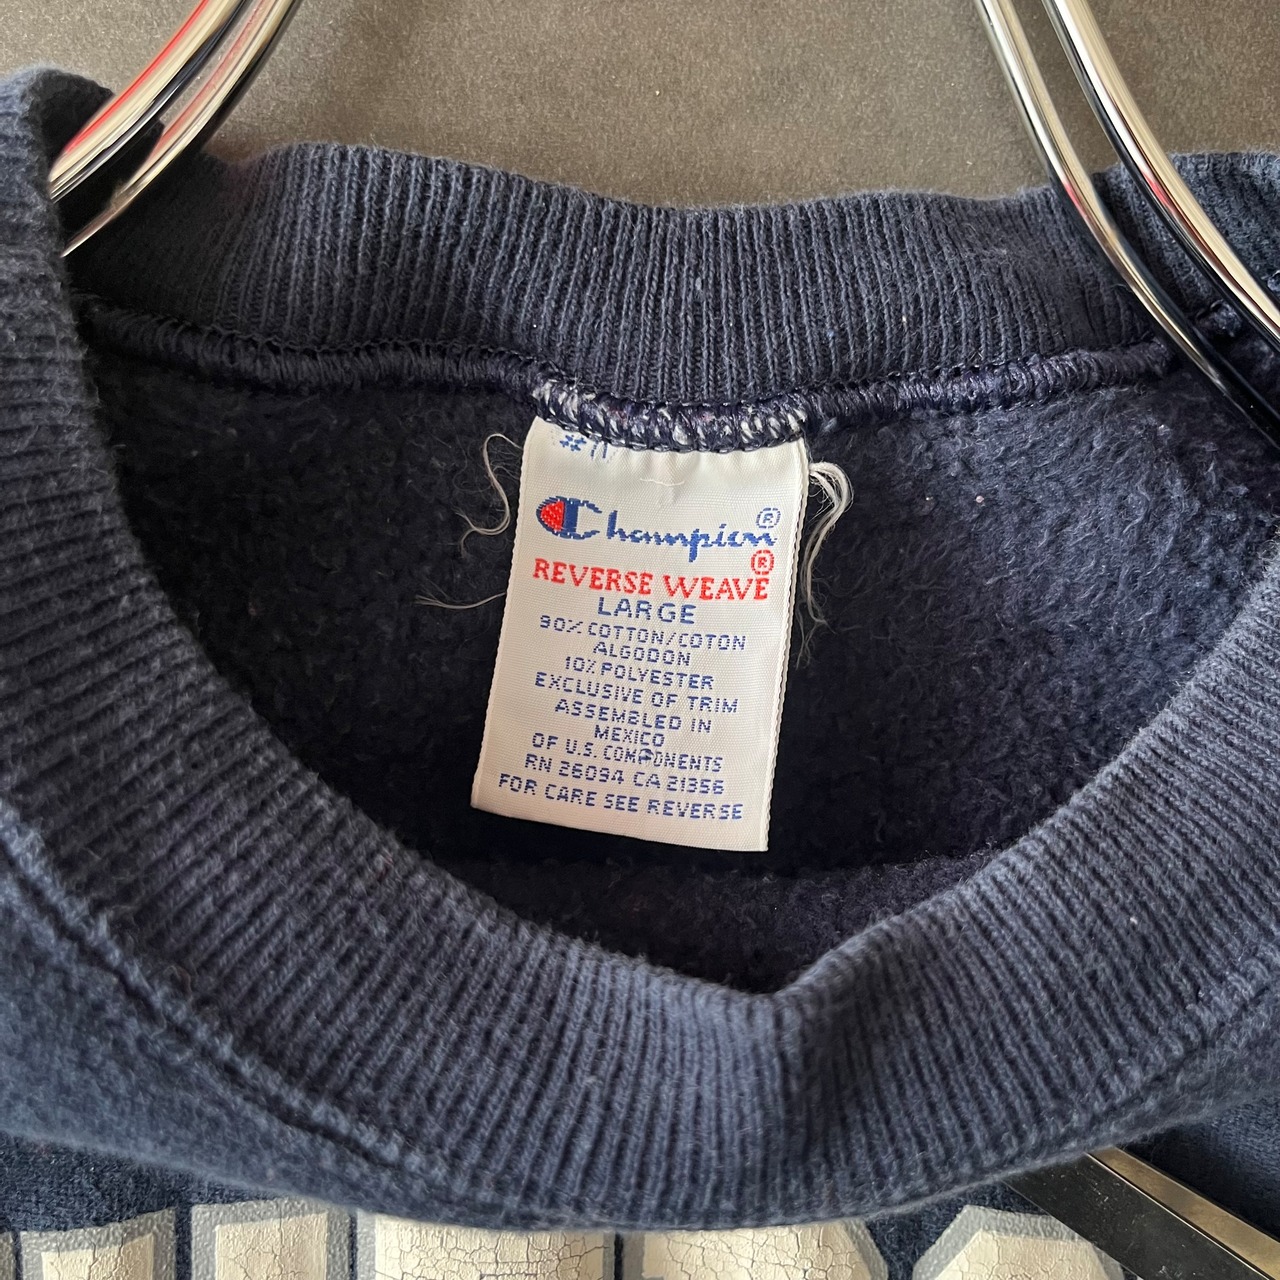 #11
Champion®
REVERSE WEAVE®
LARGE
90% COTTON/COTON
ALGODON
10% POLYESTER
EXCLUSIVE OF TRIM
ASSEMBLED IN
MEXICO
OF U.S. COMPONENTS
RN 26094 CA 21356
FOR CARE SEE REVERSE